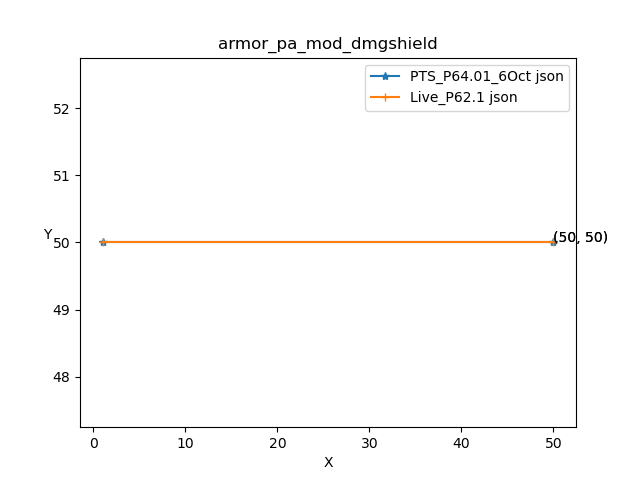 armor_pa_mod_dmgshield
PTS_P64.01_6Oct json
Live_P62.1 json
52
51
50
49
48
Y
(50, 50)
0
10
20
30
40
50
X